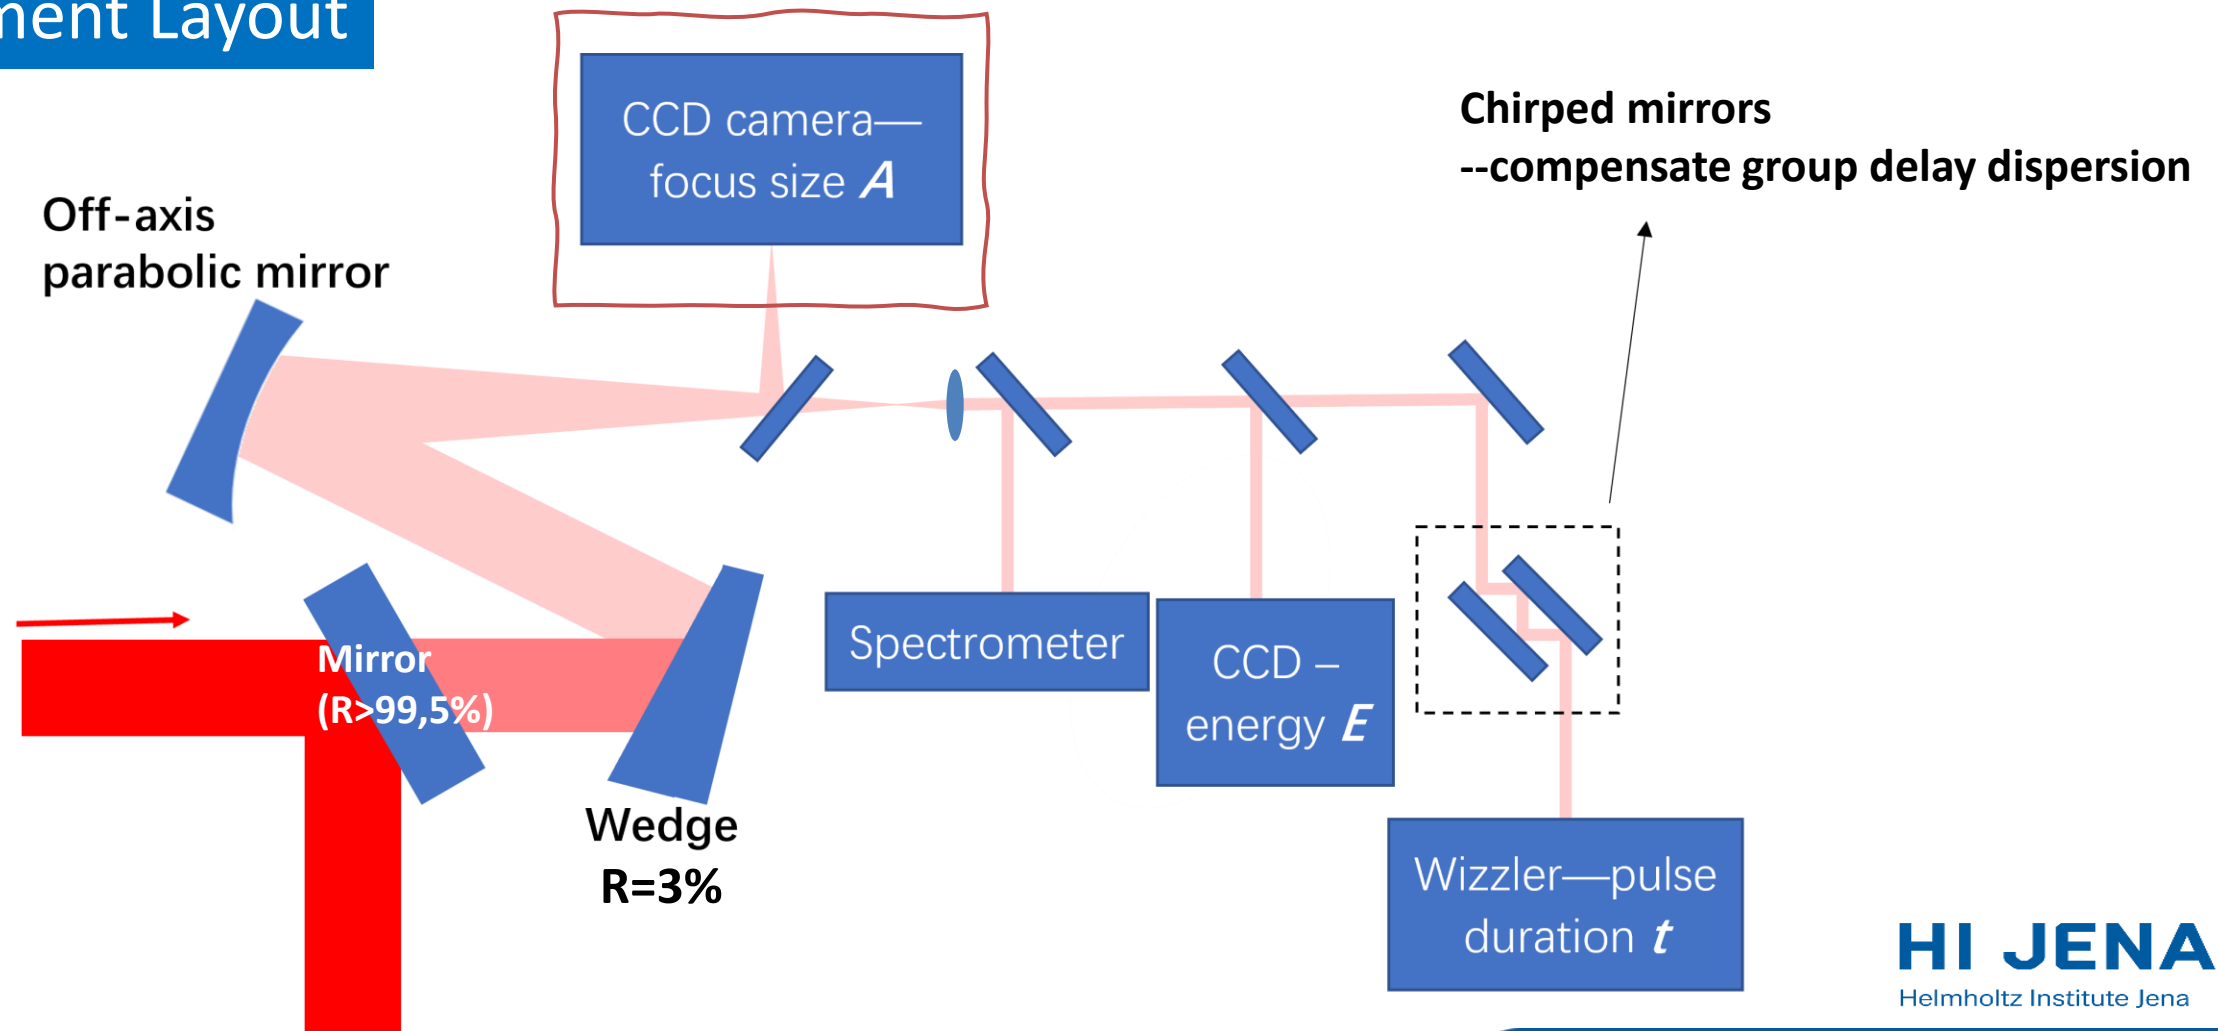 ment Layout
CCD camera—
focus size A
Chirped mirrors
--compensate group delay dispersion
Off-axis
parabolic mirror
Mirror
(R>99,5%)
Spectrometer
CCD –
energy E
Wedge
R=3%
Wizzler—pulse
duration t
HI JENA
Helmholtz Institute Jena